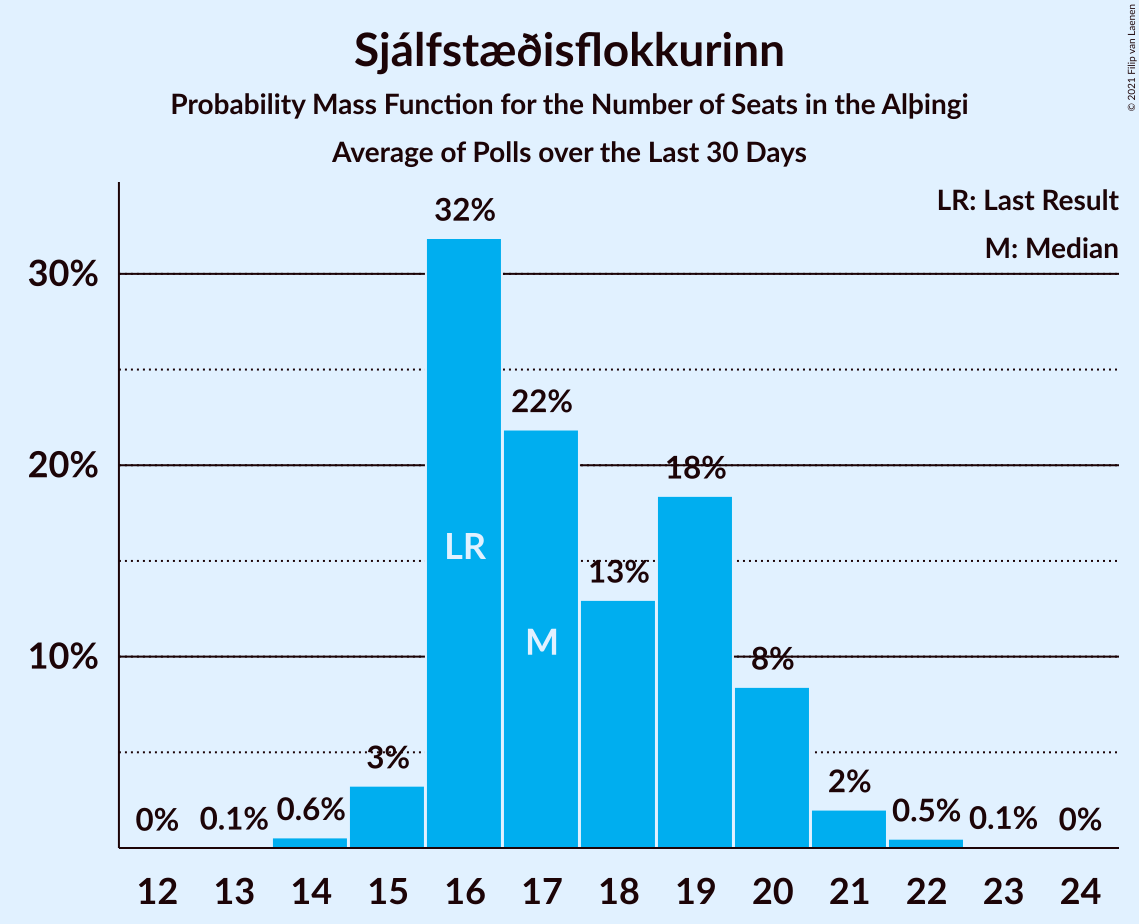 Sjálfstæðisflokkurinn
Probability Mass Function for the Number of Seats in the Alþingi
Average of Polls over the Last 30 Days
© 2021 Filip van Laenen
LR: Last Result
M: Median
30%
20%
10%
0%
0.1%
0.6%
3%
32%
22%
13%
18%
8%
2%
0.5%
0.1%
0%
LR
M
12 13 14 15 16 17 18 19 20 21 22 23 24